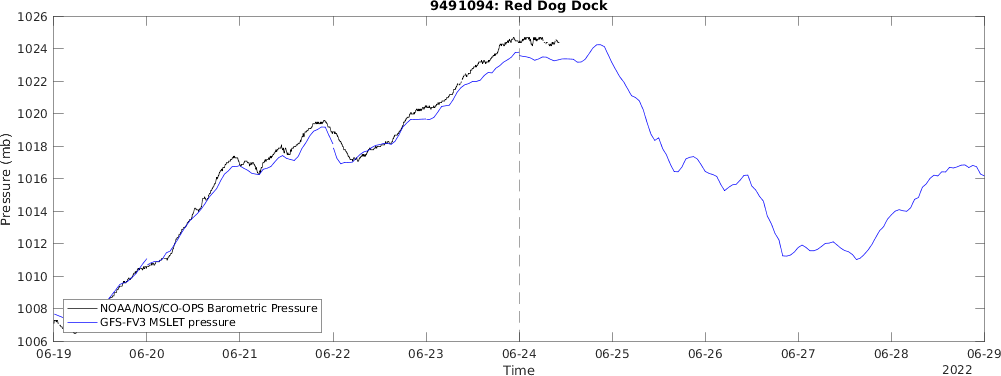 9491094: Red Dog Dock
Pressure (mb)
1026
1024
1022
1020
1018
1016
1014
1012
1010
1008
1006
NOAA/NOS/CO-OPS Barometric Pressure
GFS-FV3 MSLET pressure
06-19 06-20 06-21 06-22 06-23 06-24 06-25 06-26 06-27 06-28 06-29
Time
2022